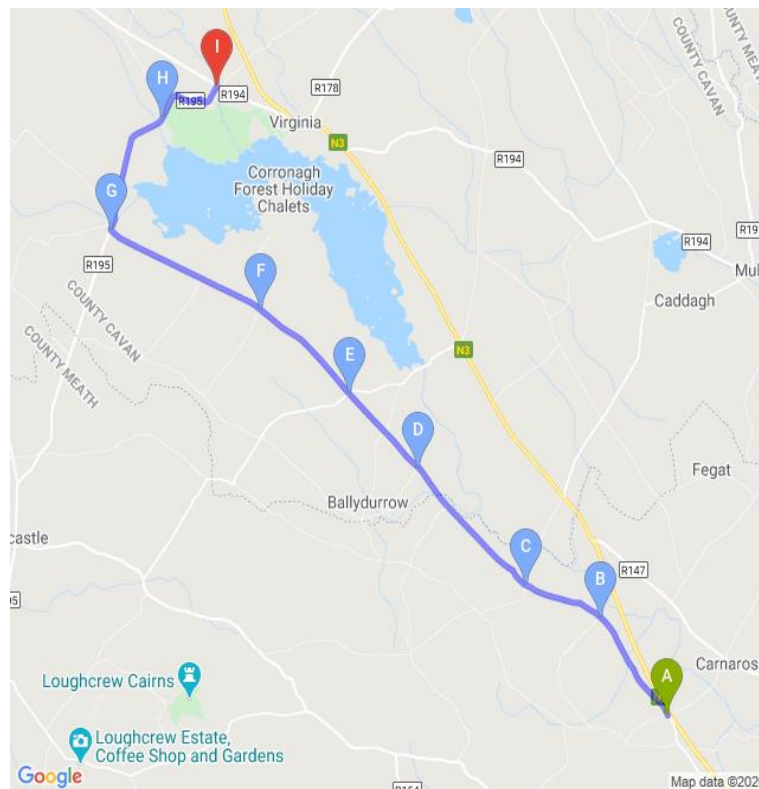 I
H
R195
R194
R178
Virginia
N3
R194
Corronagh
Forest Holiday
Chalets
G
R195
R194
Mul
Caddagh
F
COUNTY CAVAN
COUNTY MEATH
COUNTY CAVAN
COUNTY MEATH
N3
E
D
Fegat
Ballydurrow
castle
C
B
R147
A
Carnaros
Loughcrew Cairns
Loughcrew Estate,
Coffee Shop and Gardens
Google
Map data ©202